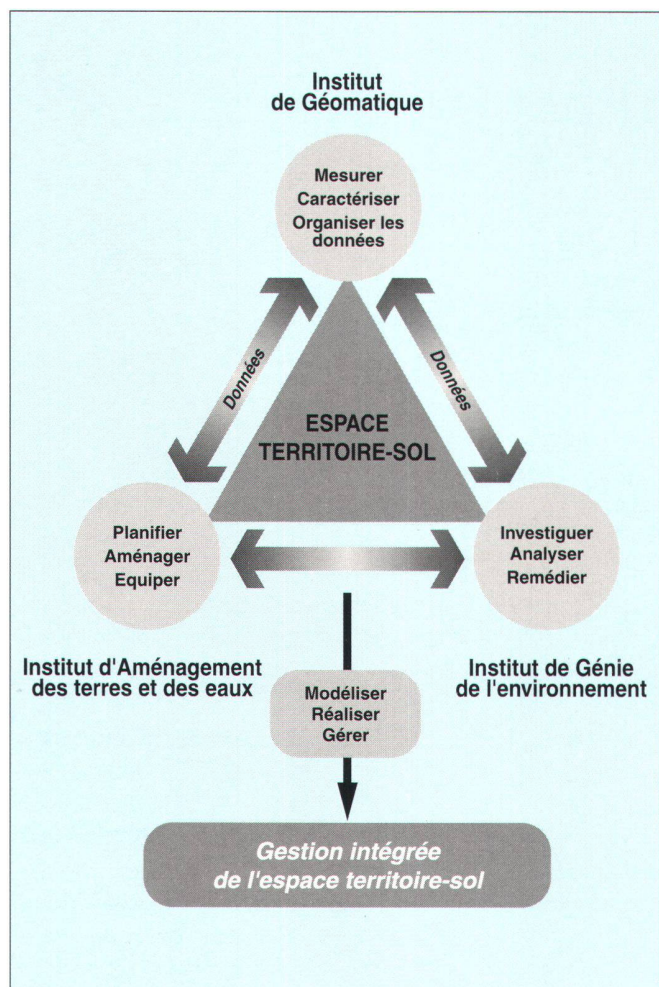 Institut
de Géomatique
Mesurer
Caractériser
Organiser les
données
Données
Données
ESPACE
TERRITOIRE-SOL
Planifier
Aménager
Equiper
Investiguer
Analyser
Remédier
Institut d'Aménagement
des terres et des eaux
Institut de Génie
de l'environnement
Modéliser
Réaliser
Gérer
Gestion intégrée
de l'espace territoire-sol